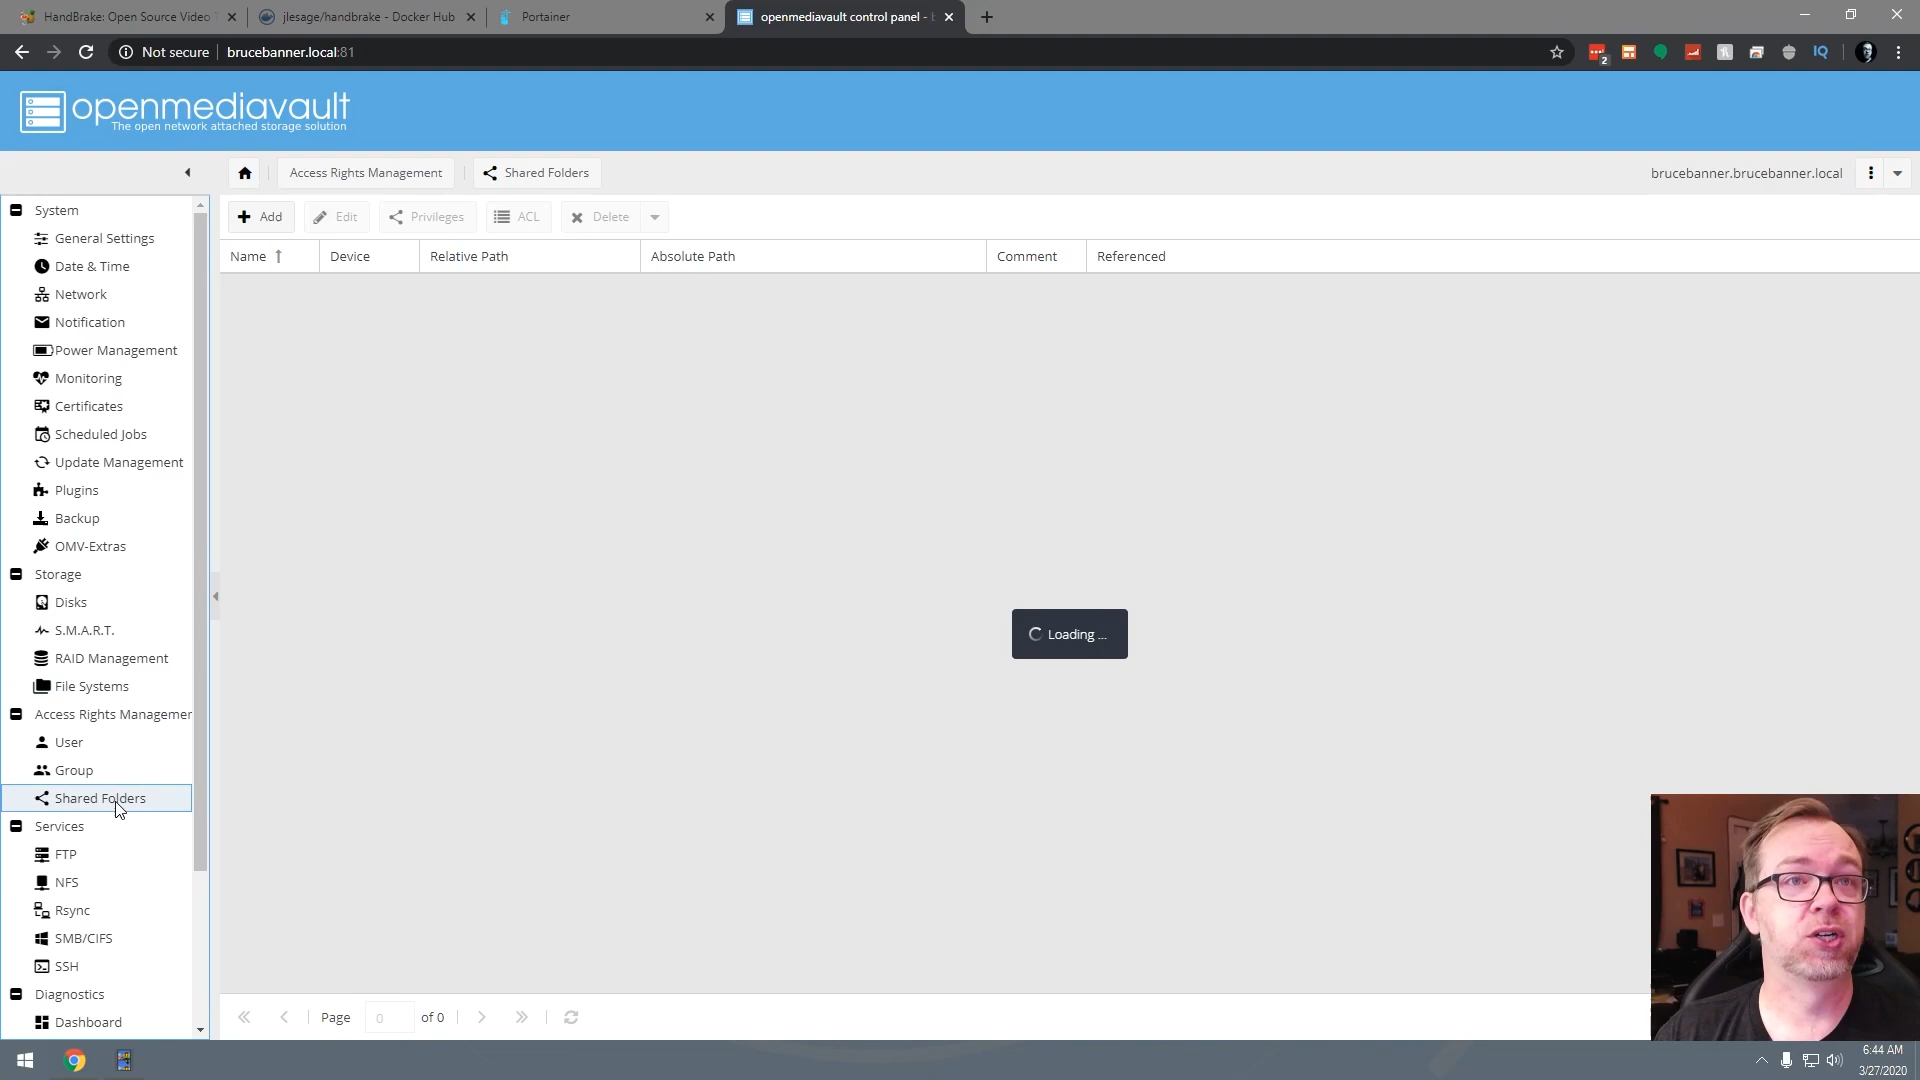 HandBrake: Open Source Video T
jlesage/handbrake - Docker Hub
Portainer
openmediavault control panel - b
Not secure
brucebanner.local:81
2
IQ
openmediavault
The open network attached storage solution
Access Rights Management
Shared Folders
brucebanner.brucebanner.local
System
General Settings
Date & Time
Network
Notification
Power Management
Monitoring
Certificates
Scheduled Jobs
Update Management
Plugins
Backup
OMV-Extras
Storage
Disks
S.M.A.R.T.
RAID Management
File Systems
Access Rights Managemen
User
Group
Shared Folders
Services
FTP
NFS
Rsync
SMB/CIFS
SSH
Diagnostics
Dashboard
Add
Edit
Privileges
ACL
Delete
Name
Device
Relative Path
Absolute Path
Comment
Referenced
Loading ...
Page 0 of 0
6:44 AM
3/27/2020